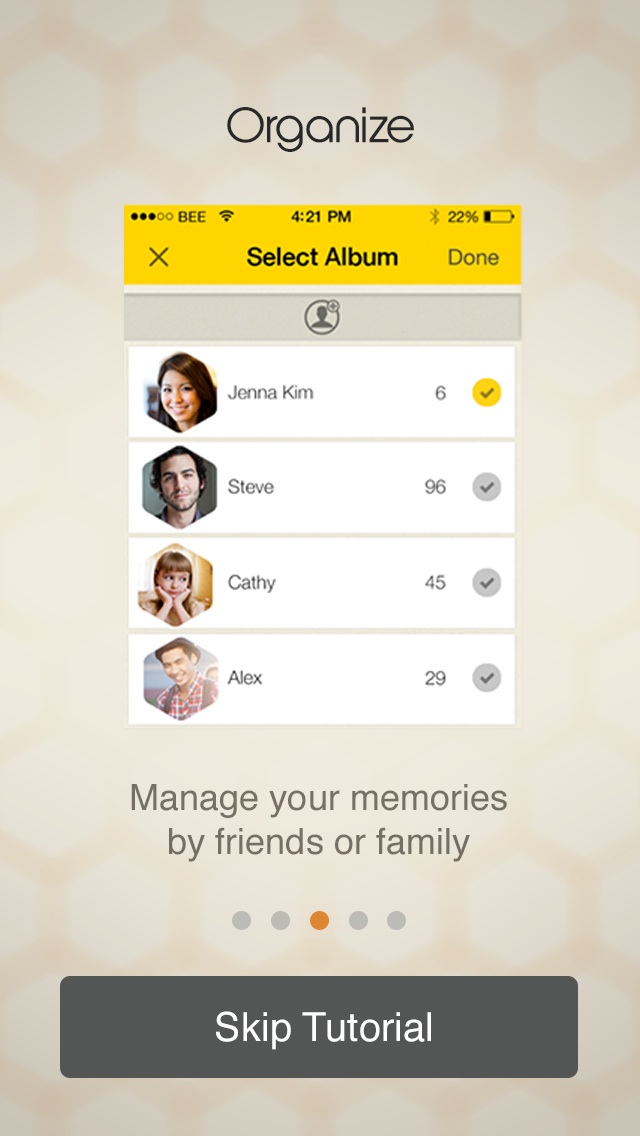 Organize
BEE 4:21 PM 22%
Select Album Done
Jenna Kim 6
Steve 96
Cathy 45
Alex 29
Manage your memories
by friends or family
Skip Tutorial